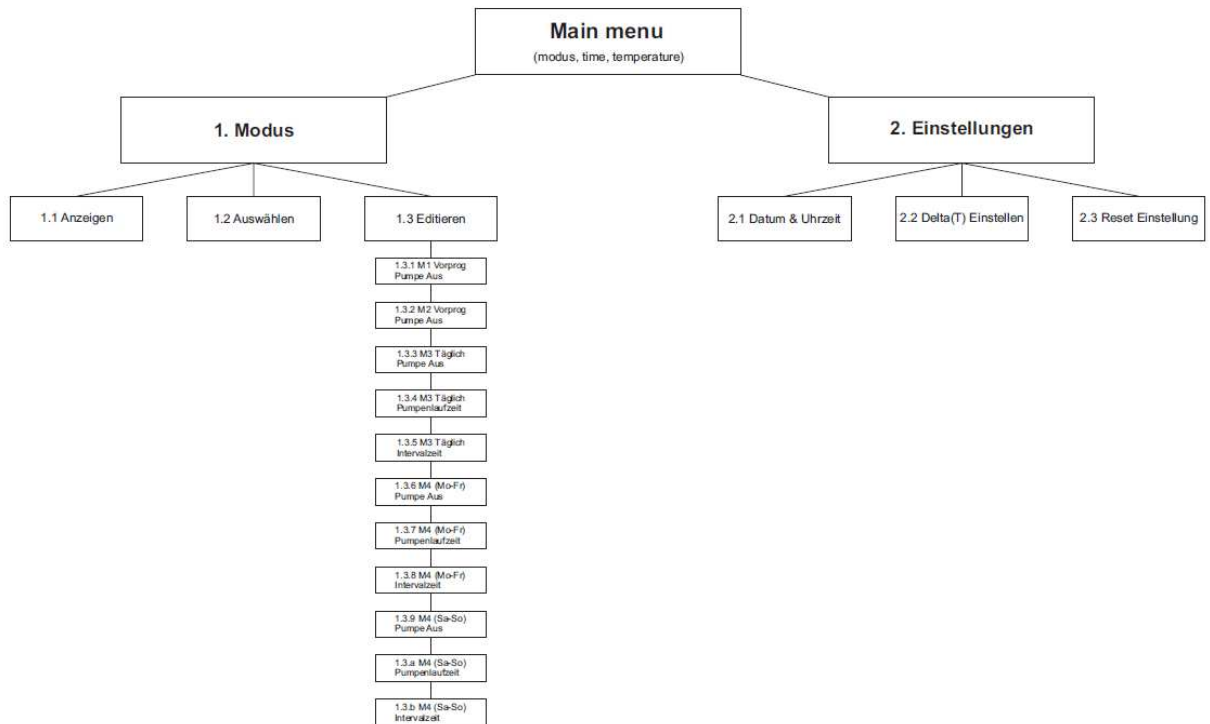 Main menu
(modus, time, temperature)
1. Modus
2. Einstellungen
1.1 Anzeigen
1.2 Auswählen
1.3 Editieren
2.1 Datum & Uhrzeit
2.2 Delta(T) Einstellen
2.3 Reset Einstellung
1.3.1 M1 Vorprog
Pumpe Aus
1.3.2 M2 Vorprog
Pumpe Aus
1.3.3 M3 Täglich
Pumpe Aus
1.3.4 M3 Täglich
Pumpenlaufzeit
1.3.5 M3 Täglich
Intervalzeit
1.3.6 M4 (Mo-Fr)
Pumpe Aus
1.3.7 M4 (Mo-Fr)
Pumpenlaufzeit
1.3.8 M4 (Mo-Fr)
Intervalzeit
1.3.9 M4 (Sa-So)
Pumpe Aus
1.3.a M4 (Sa-So)
Pumpenlautzeit
1.3.b M4 (Sa-So)
Intervalzeit